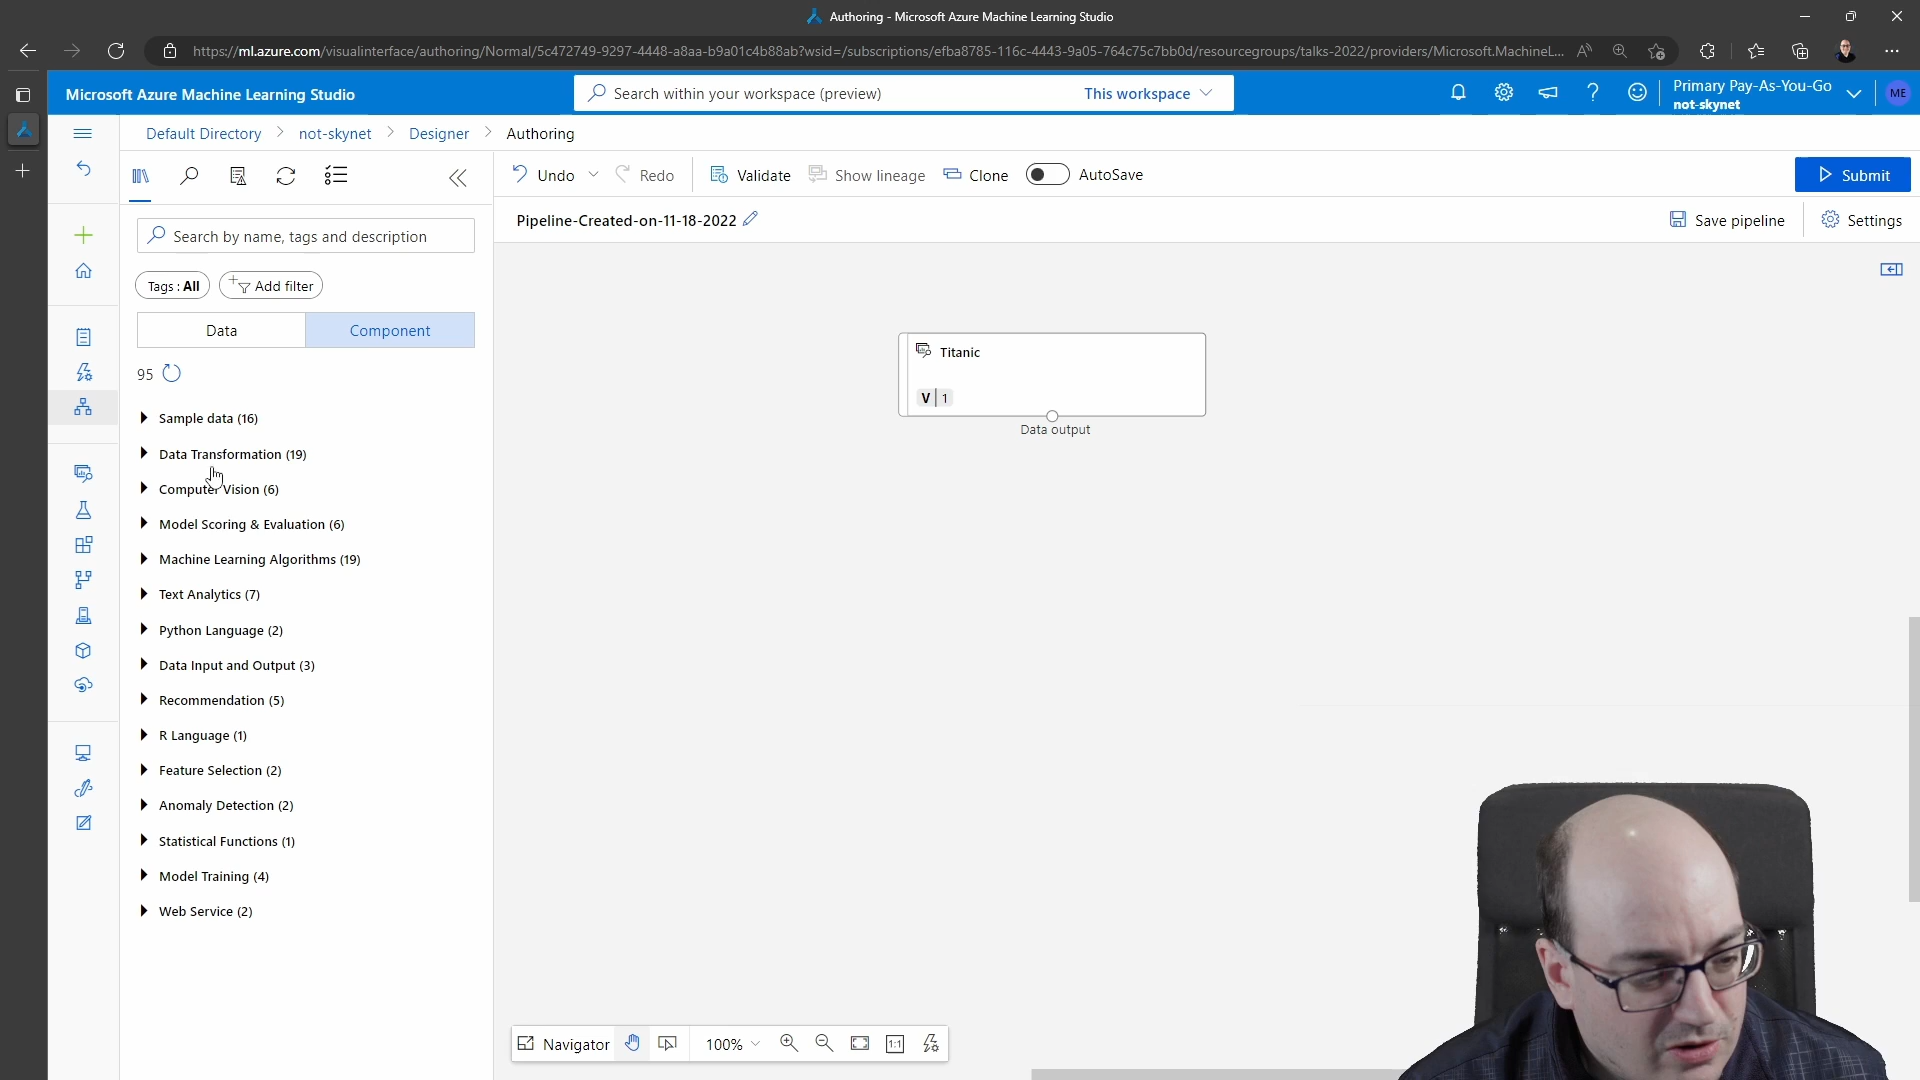 Authoring - Microsoft Azure Machine Learning Studio
https://ml.azure.com/visualinterface/authoring/Normal/5c472749-9297-4448-a8aa-b9a01c4b88ab?wsid=/subscriptions/efba8785-116c-4443-9a05-764c75c7bb0d/resourcegroups/talks-2022/providers/Microsoft.MachineL...
Microsoft Azure Machine Learning Studio
Search within your workspace (preview)
This workspace
Primary Pay-As-You-Go
not-skynet
ME
Default Directory > not-skynet > Designer > Authoring
Undo
Redo
Validate
Show lineage
Clone
AutoSave
Submit
Pipeline-Created-on-11-18-2022
Save pipeline
Settings
Search by name, tags and description
Tags : All
Add filter
Data
Component
95
Sample data (16)
Data Transformation (19)
Computer Vision (6)
Model Scoring & Evaluation (6)
Machine Learning Algorithms (19)
Text Analytics (7)
Python Language (2)
Data Input and Output (3)
Recommendation (5)
R Language (1)
Feature Selection (2)
Anomaly Detection (2)
Statistical Functions (1)
Model Training (4)
Web Service (2)
Titanic
V 1
Data output
Navigator
100%
1:1